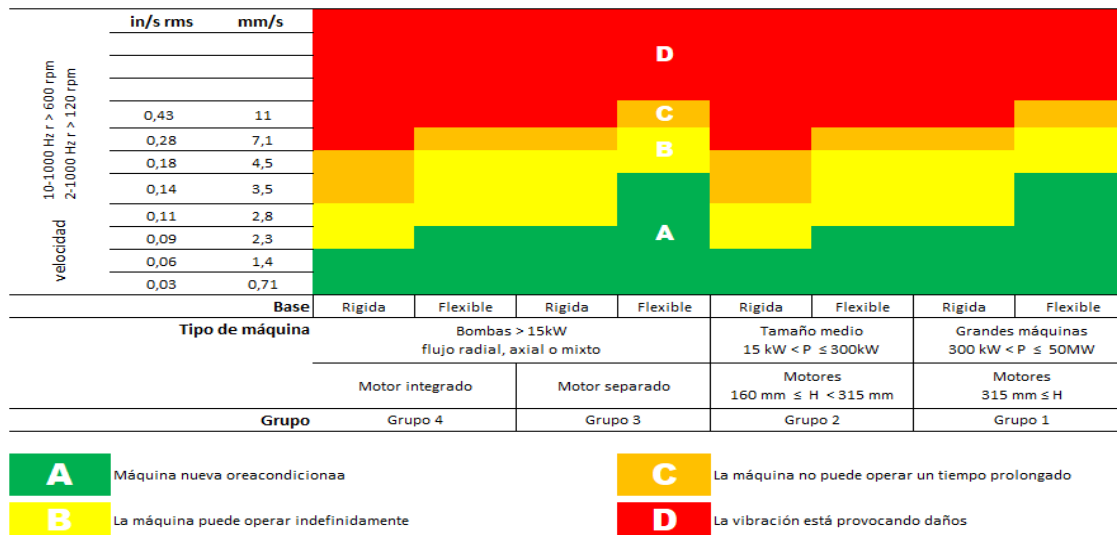 in/s rms mm/s
D
0,43 11 C
0,28 7,1
B
0,18 4,5
0,14 3,5
0,11 2,8
0,09 2,3 A
0,06 1,4
0,03 0,71
10-1000 Hz r > 600 rpm
2-1000 Hz r > 120 rpm
velocidad
Base Rigida Flexible Rigida Flexible Rigida Flexible Rigida Flexible
Tipo de máquina Bombas > 15kW Tamaño medio Grandes máquinas
flujo radial, axial o mixto 15 kW < P ≤ 300kW 300 kW < P ≤ 50MW
Motor integrado Motor separado Motores Motores
160 mm ≤ H < 315 mm 315 mm ≤ H
Grupo Grupo 4 Grupo 3 Grupo 2 Grupo 1
A Máquina nueva oreacondicionaa C La máquina no puede operar un tiempo prolongado
B La máquina puede operar indefinidamente D La vibración está provocando daños